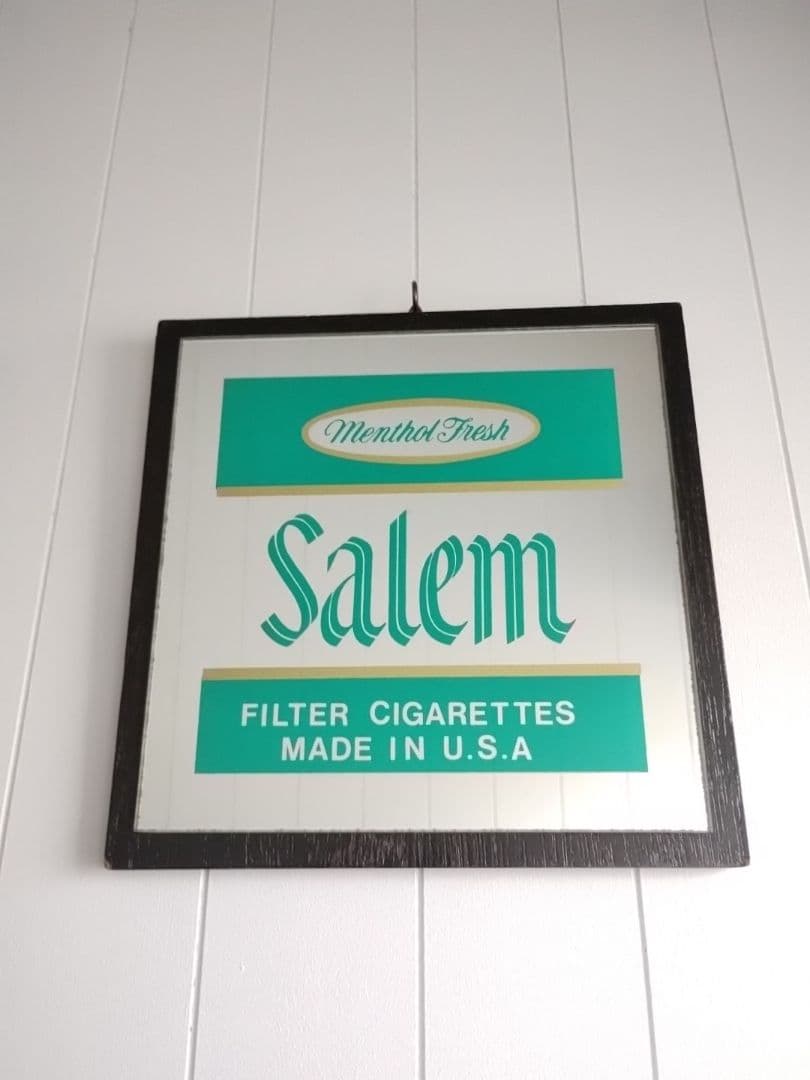 Menthol Fresh
Salem
FILTER CIGARETTES
MADE IN U.S.A